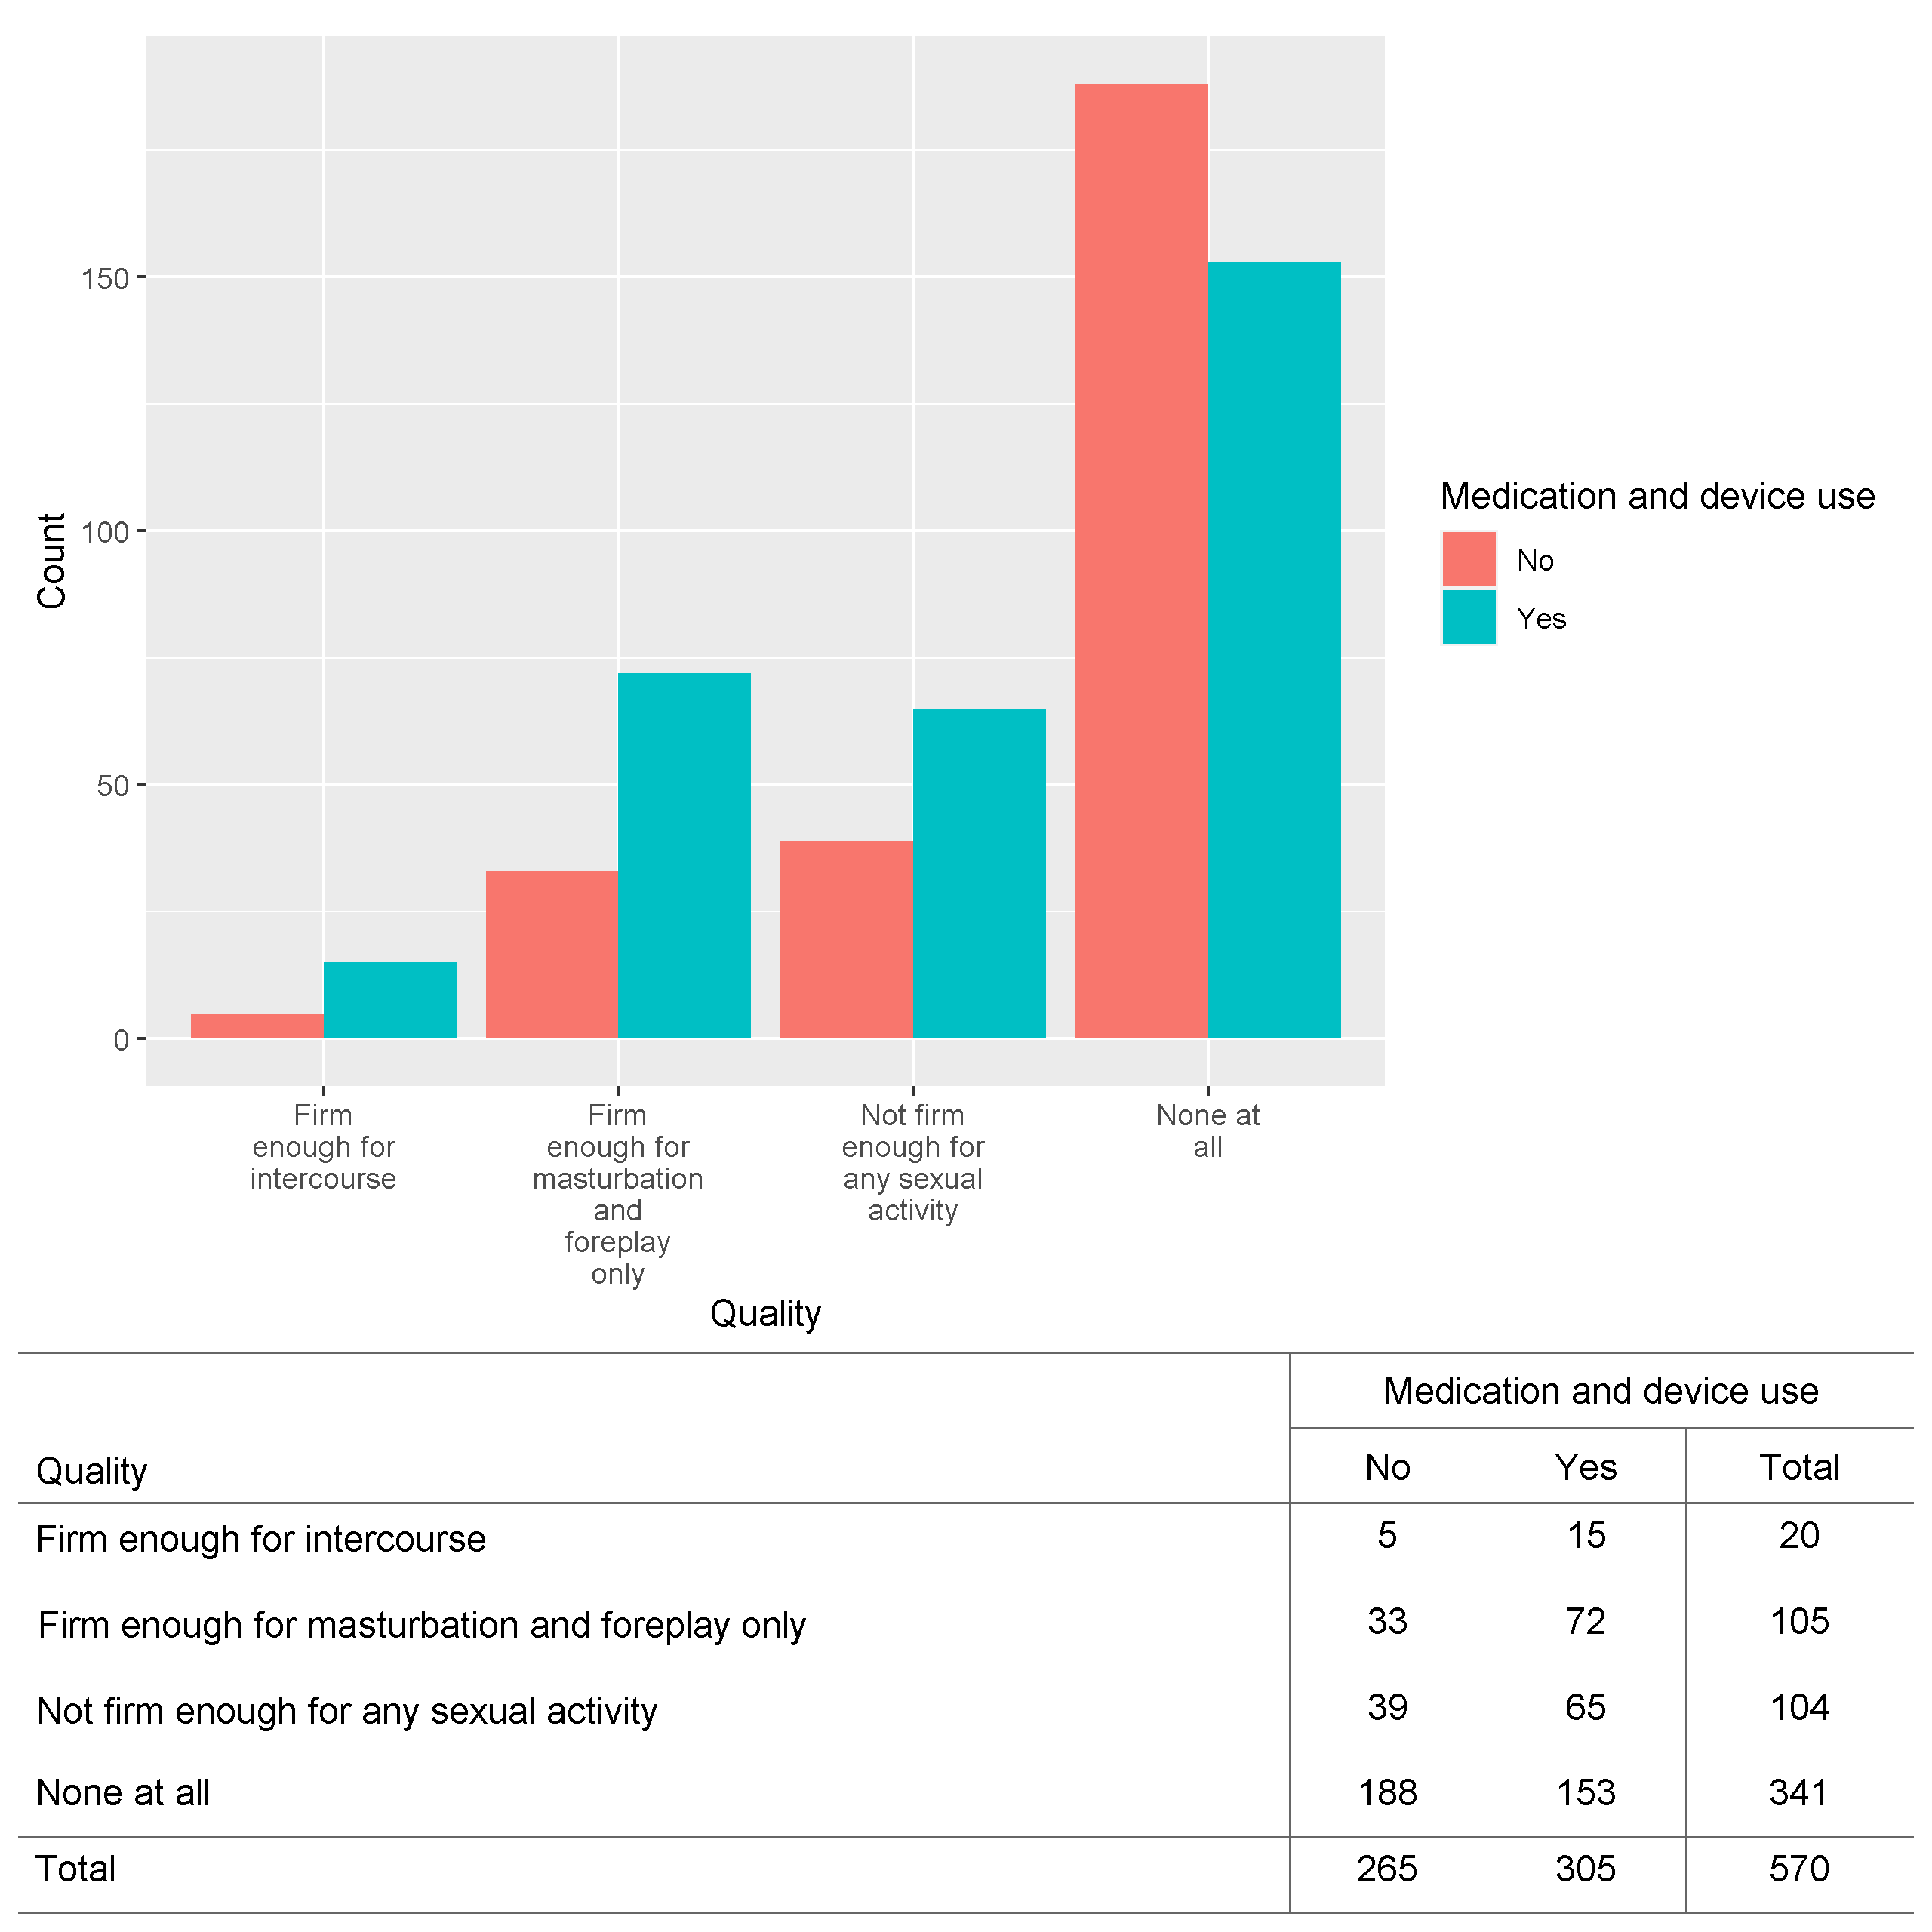 150
100
50
0
Count
Firm
enough for
intercourse
Firm
enough for
masturbation
and
foreplay
only
Not firm
enough for
any sexual
activity
None at
all
Quality
Medication and device use
No
Yes
Medication and device use
Quality No Yes Total
Firm enough for intercourse 5 15 20
Firm enough for masturbation and foreplay only 33 72 105
Not firm enough for any sexual activity 39 65 104
None at all 188 153 341
Total 265 305 570